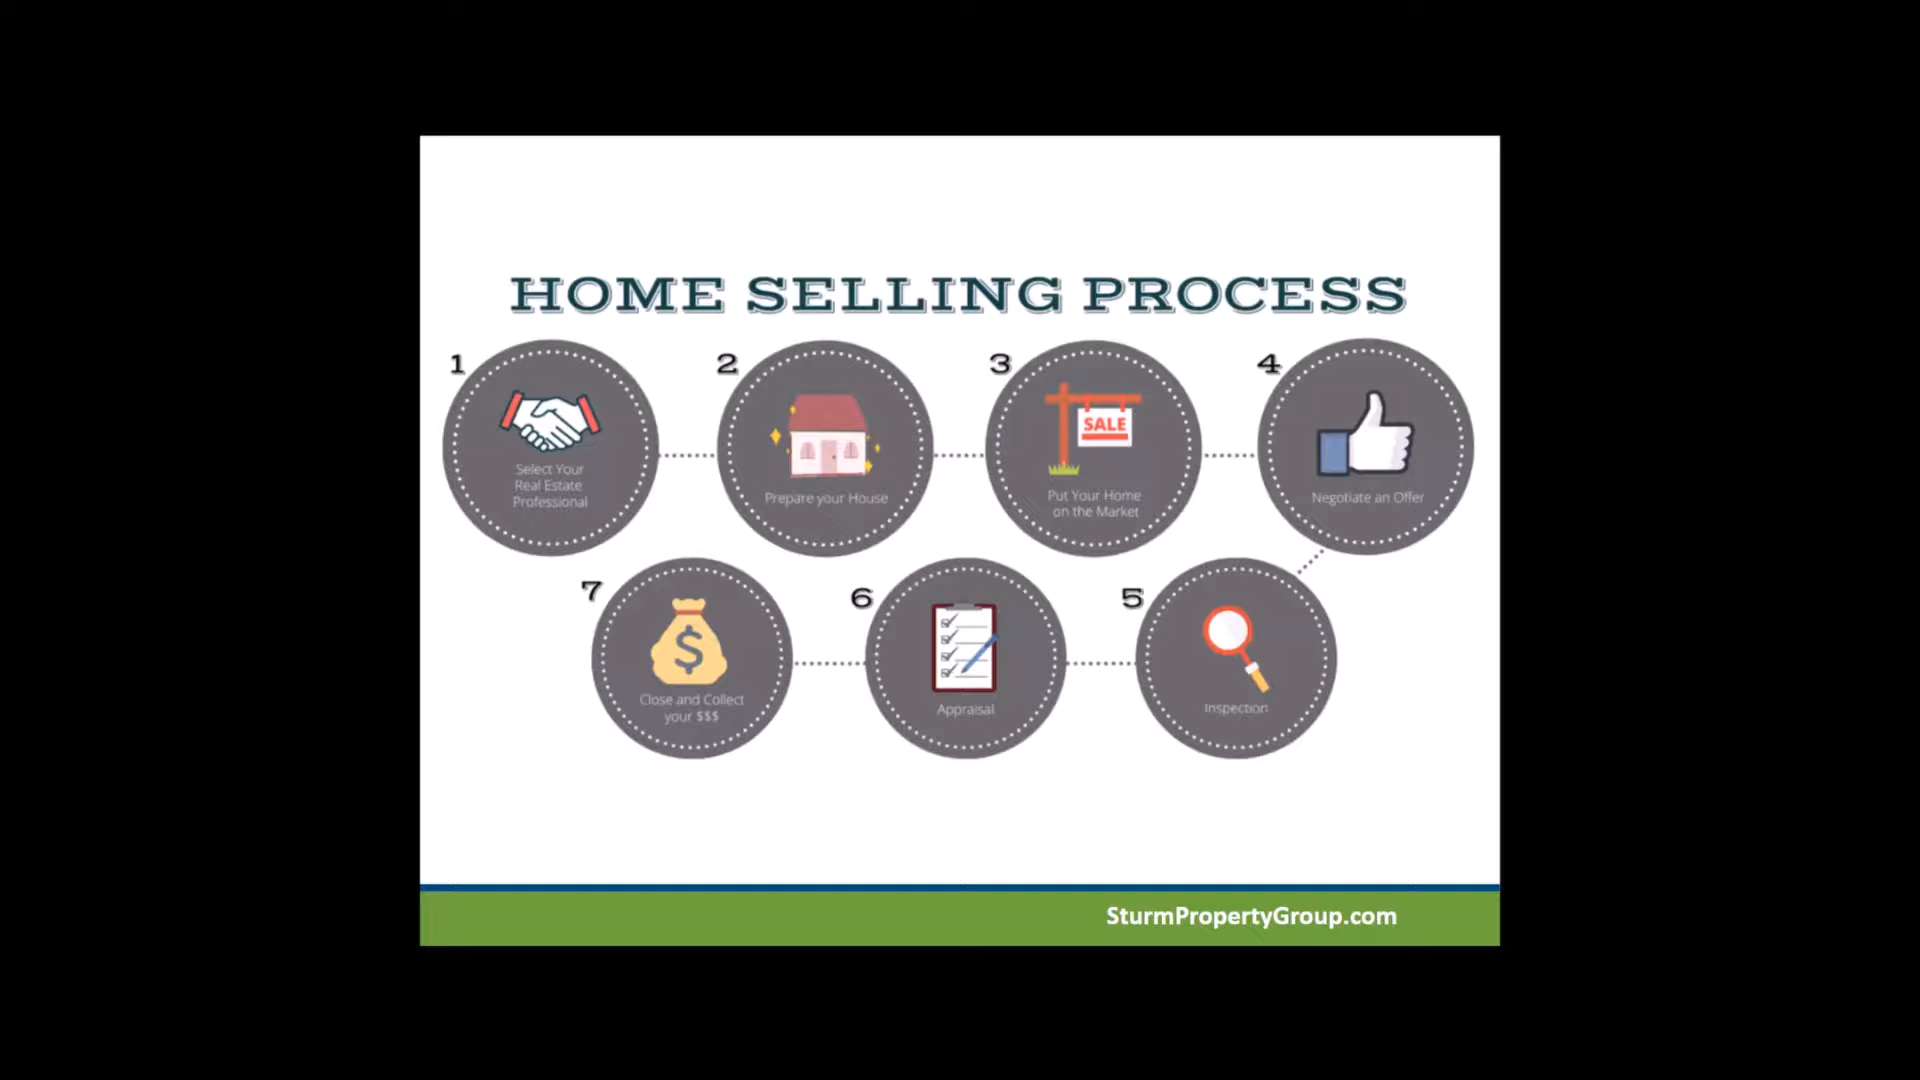 HOME SELLING PROCESS
1
Select Your
Real Estate
Professional
2
Prepare your House
3
SALE
Put Your Home
on the Market
4
Negotiate an Offer
5
Inspection
6
Appraisal
7
$
Close and Collect
your $$$
SturmPropertyGroup.com